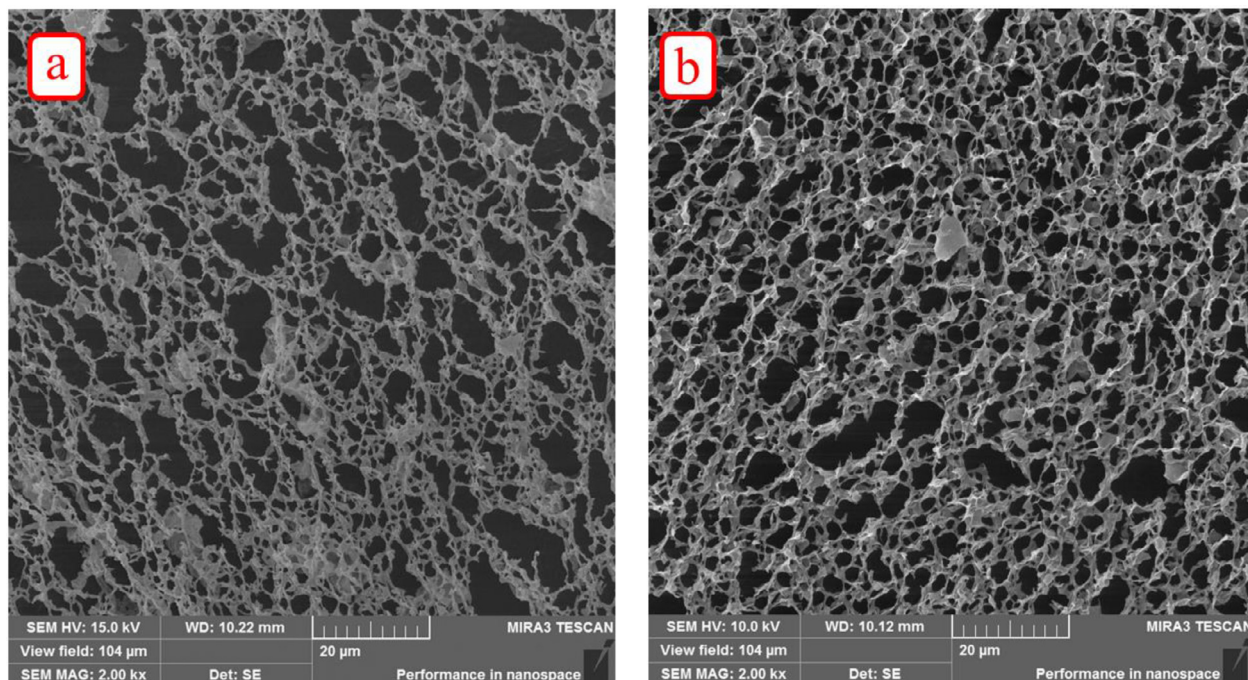 a
SEM HV: 15.0 kV WD: 10.22 mm MIRA3 TESCAN
View field: 104 µm 20 µm
SEM MAG: 2.00 kx Det: SE Performance in nanospace
b
SEM HV: 10.0 kV WD: 10.12 mm MIRA3 TESCAN
View field: 104 µm 20 µm
SEM MAG: 2.00 kx Det: SE Performance in nanospace